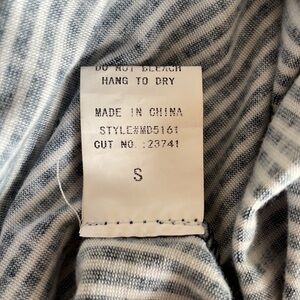 DO NOT BLEACH
HANG TO DRY
MADE IN CHINA
STYLE#MD5161
CUT NO. :23741
S